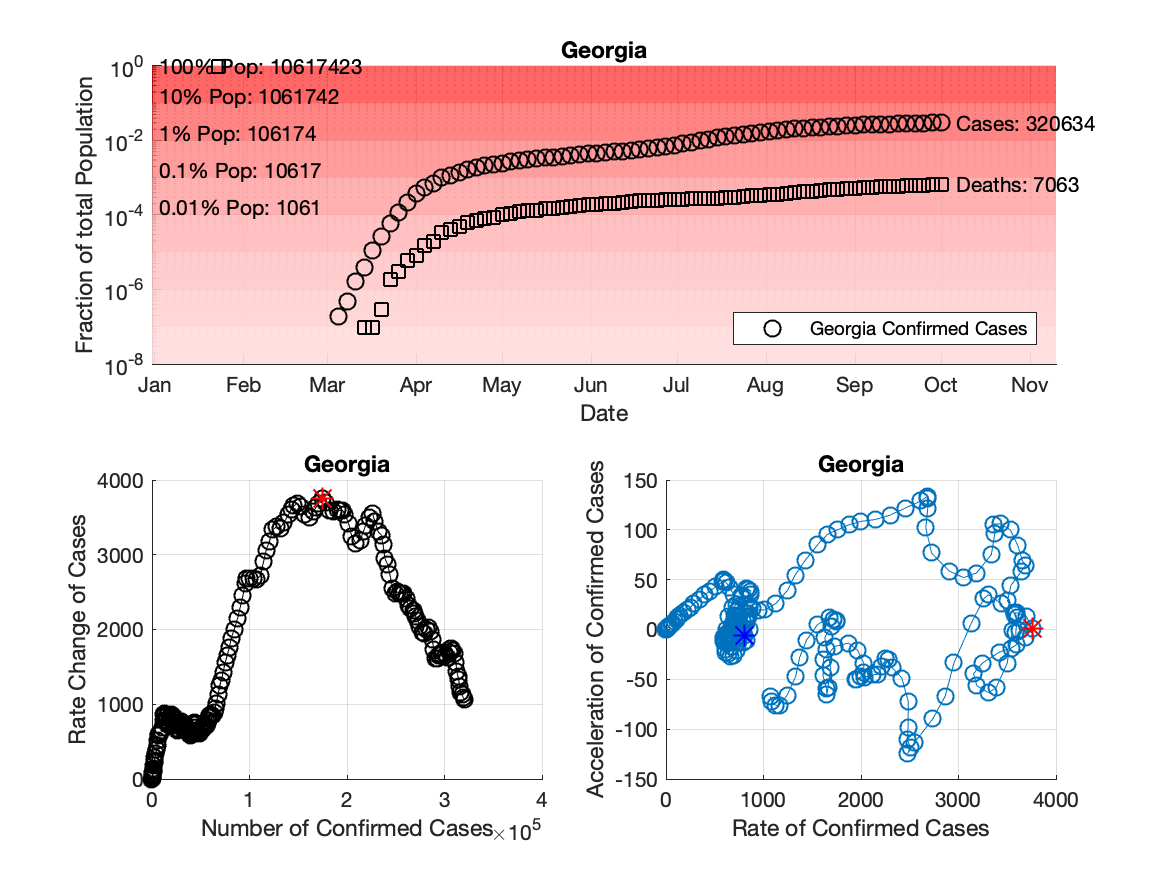 Georgia
10^0
10^-2
10^-4
10^-6
10^-8
Fraction of total Population
100% Pop: 10617423
10% Pop: 1061742
1% Pop: 106174
0.1% Pop: 10617
0.01% Pop: 1061
Cases: 320634
Deaths: 7063
Georgia Confirmed Cases
Jan Feb Mar Apr May Jun Jul Aug Sep Oct Nov
Date
Georgia
4000
3000
2000
1000
0
Rate Change of Cases
0 1 2 3 4
Number of Confirmed Cases ×10^5
Georgia
150
100
50
0
-50
-100
-150
Acceleration of Confirmed Cases
0 1000 2000 3000 4000
Rate of Confirmed Cases